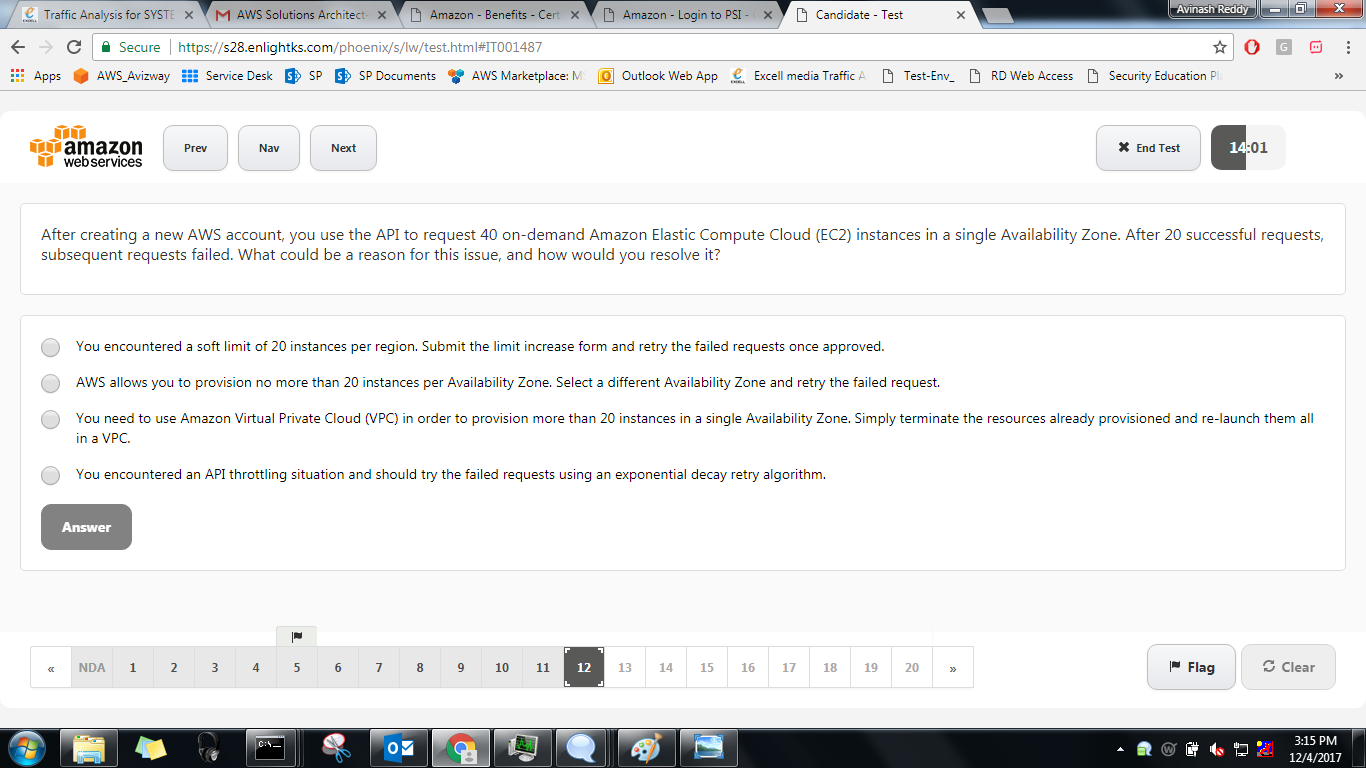 Traffic Analysis for SYSTE
AWS Solutions Architect-
Amazon - Benefits - Cert
Amazon - Login to PSI -
Candidate - Test
Avinash Reddy
Secure
https://s28.enlightks.com/phoenix/s/lw/test.html#IT001487
G
Apps
AWS_Avizway
Service Desk
SP
SP Documents
AWS Marketplace: M
Outlook Web App
Excell media Traffic A
Test-Env_
RD Web Access
Security Education Pl
»
amazon
webservices
Prev
Nav
Next
End Test
14:01
After creating a new AWS account, you use the API to request 40 on-demand Amazon Elastic Compute Cloud (EC2) instances in a single Availability Zone. After 20 successful requests,
subsequent requests failed. What could be a reason for this issue, and how would you resolve it?
You encountered a soft limit of 20 instances per region. Submit the limit increase form and retry the failed requests once approved.
AWS allows you to provision no more than 20 instances per Availability Zone. Select a different Availability Zone and retry the failed request.
You need to use Amazon Virtual Private Cloud (VPC) in order to provision more than 20 instances in a single Availability Zone. Simply terminate the resources already provisioned and re-launch them all
in a VPC.
You encountered an API throttling situation and should try the failed requests using an exponential decay retry algorithm.
Answer
« NDA 1 2 3 4 5 6 7 8 9 10 11 12 13 14 15 16 17 18 19 20 »
Flag
Clear
3:15 PM
12/4/2017